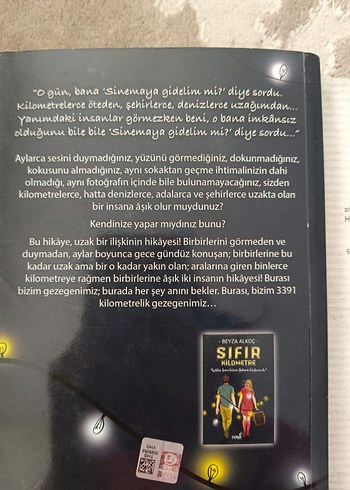 "O gün, bana 'Sinemaya gidelim mi?' diye sordu.
Kilometrelerce öteden, şehirlerce, denizlerce uzağımdan...
Yanımdaki insanlar görmezken beni, o bana imkânsız
olduğunu bile bile 'Sinemaya gidelim mi?' diye sordu..."
Aylarca sesini duymadığınız, yüzünü görmediğiniz, dokunmadığınız,
kokusunu almadığınız, aynı sokaktan geçme ihtimalinizin dahi
olmadığı, aynı fotoğrafın içinde bile bulunamayacağınız, sizden
kilometrelerce, hatta denizlerce, adalarca ve şehirlerce uzakta olan
bir insana âşık olur muydunuz?
Kendinize yapar mıydınız bunu?
Bu hikâye, uzak bir ilişkinin hikâyesi! Birbirlerini görmeden ve
duymadan, aylar boyunca gece gündüz konuşan; birbirlerine bu
kadar uzak ama bir o kadar yakın olan; aralarına giren binlerce
kilometreye rağmen birbirlerine âşık iki insanın hikâyesi! Burası
bizim gezegenimiz; burada her şey anını bekler. Burası, bizim 3391
kilometrelik gezegenimiz...
- BEYZA ALKOÇ -
SIFIR
KİLOMETRE